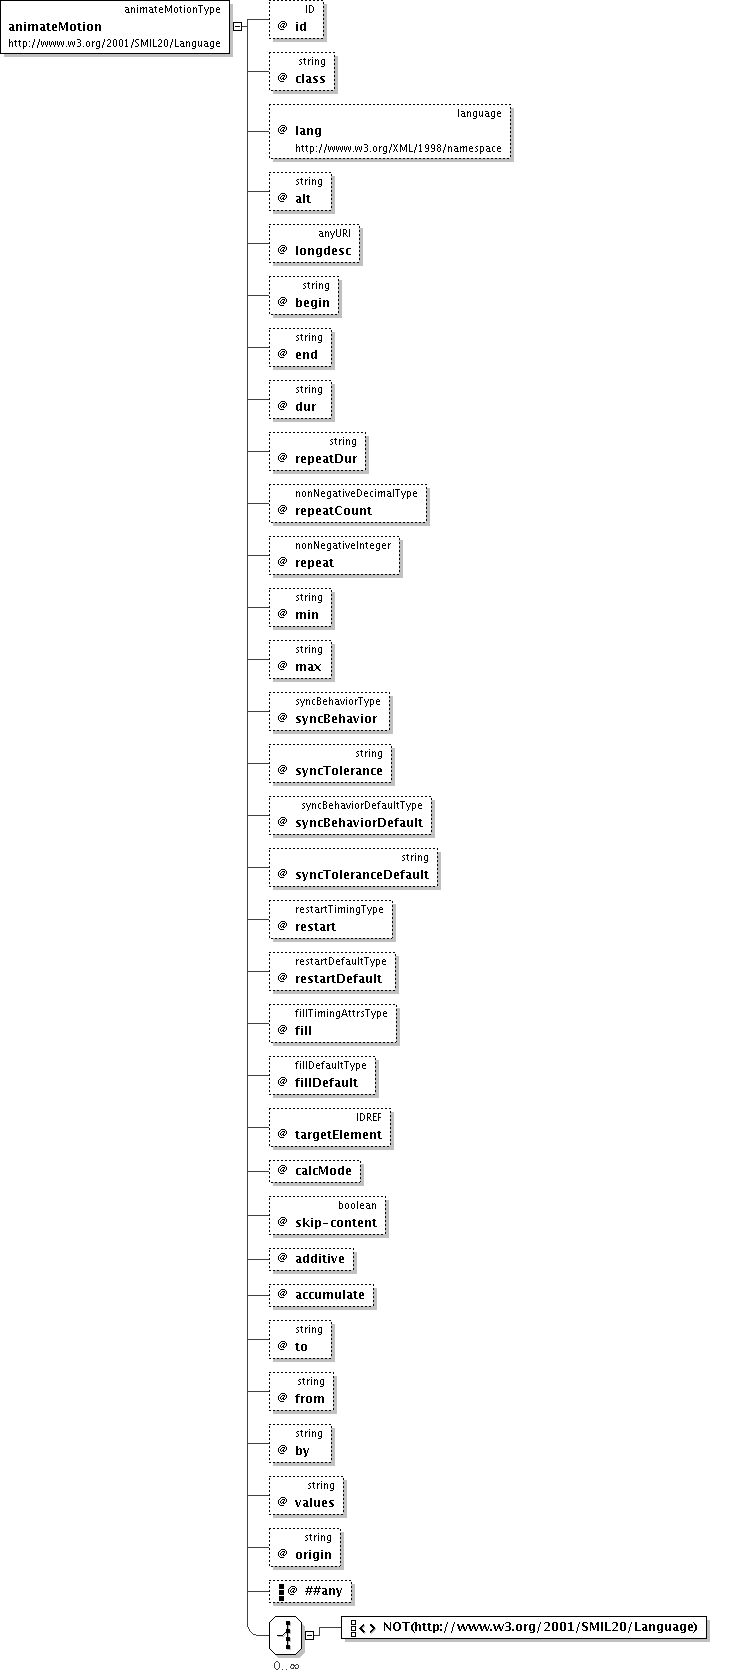 animateMotionType
animateMotion
http://www.w3.org/2001/SMIL20/Language
ID
@ id
string
@ class
language
@ lang
http://www.w3.org/XML/1998/namespace
string
@ alt
anyURI
@ longdesc
string
@ begin
string
@ end
string
@ dur
string
@ repeatDur
nonNegativeDecimalType
@ repeatCount
nonNegativeInteger
@ repeat
string
@ min
string
@ max
syncBehaviorType
@ syncBehavior
string
@ syncTolerance
syncBehaviorDefaultType
@ syncBehaviorDefault
string
@ syncToleranceDefault
restartTimingType
@ restart
restartDefaultType
@ restartDefault
fillTimingAttrsType
@ fill
fillDefaultType
@ fillDefault
IDREF
@ targetElement
@ calcMode
boolean
@ skip-content
@ additive
@ accumulate
string
@ to
string
@ from
string
@ by
string
@ values
string
@ origin
@ ##any
<> NOT(http://www.w3.org/2001/SMIL20/Language)
0..∞